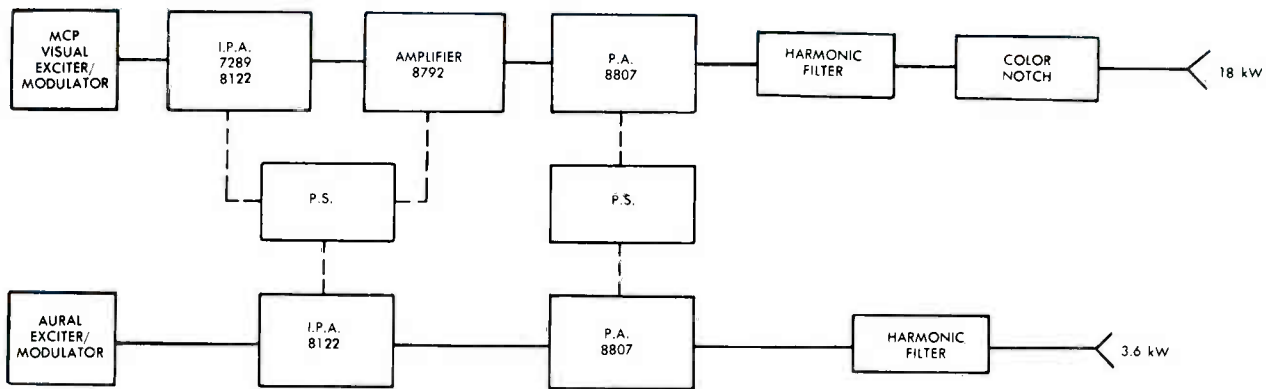 MCP
VISUAL
EXCITER/
MODULATOR
I.P.A.
7289
8122
AMPLIFIER
8792
P.A.
8807
HARMONIC
FILTER
COLOR
NOTCH
18 kW
P.S.
P.S.
AURAL
EXCITER/
MODULATOR
I.P.A.
8122
P.A.
8807
HARMONIC
FILTER
3.6 kW